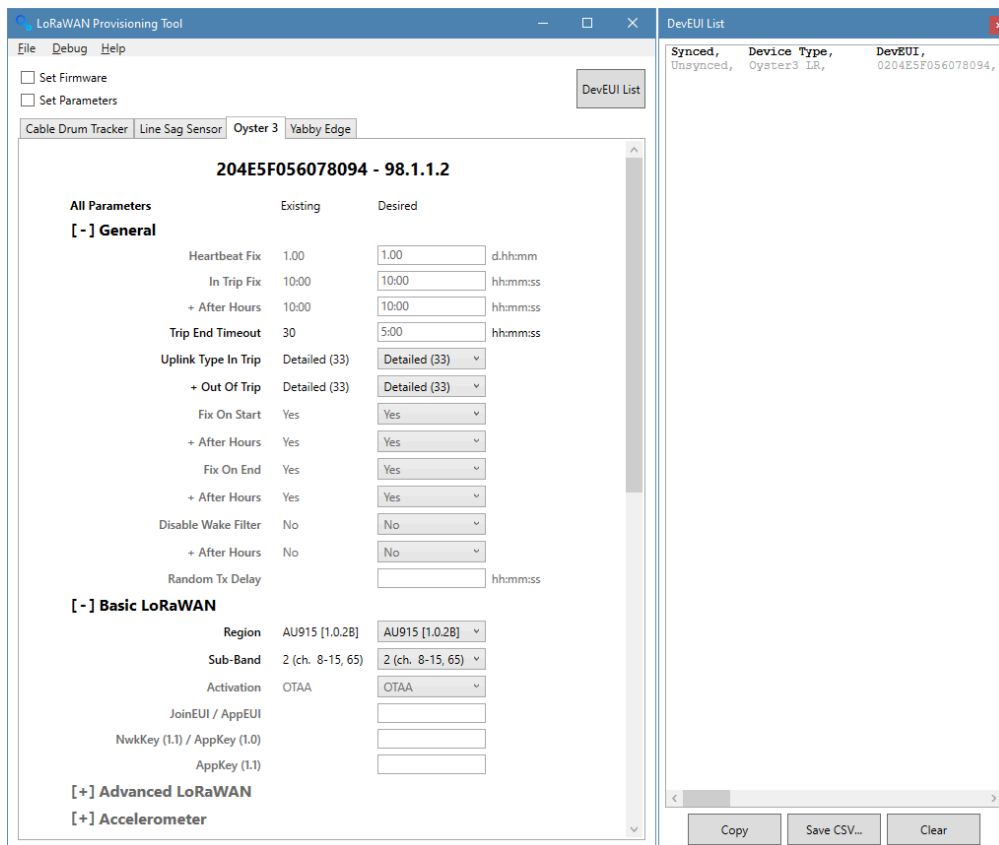 LoRaWAN Provisioning Tool
File Debug Help
Set Firmware
Set Parameters
DevEUI List
Cable Drum Tracker Line Sag Sensor Oyster 3 Yabby Edge
204E5F056078094 - 98.1.1.2
All Parameters Existing Desired
[-] General
Heartbeat Fix 1.00 1.00 d.hh:mm
In Trip Fix 10:00 10:00 hh:mm:ss
+ After Hours 10:00 10:00 hh:mm:ss
Trip End Timeout 30 5:00 hh:mm:ss
Uplink Type In Trip Detailed (33) Detailed (33)
+ Out Of Trip Detailed (33) Detailed (33)
Fix On Start Yes Yes
+ After Hours Yes Yes
Fix On End Yes Yes
+ After Hours Yes Yes
Disable Wake Filter No No
+ After Hours No No
Random Tx Delay hh:mm:ss
[-] Basic LoRaWAN
Region AU915 [1.0.2B] AU915 [1.0.2B]
Sub-Band 2 (ch. 8-15, 65) 2 (ch. 8-15, 65)
Activation OTAA OTAA
JoinEUI / AppEUI
NwkKey (1.1) / AppKey (1.0)
AppKey (1.1)
[+] Advanced LoRaWAN
[+] Accelerometer
DevEUI List
Synced, Device Type, DevEUI,
Unsynced, Oyster3 LR, 0204E5F056078094,
Copy Save CSV... Clear